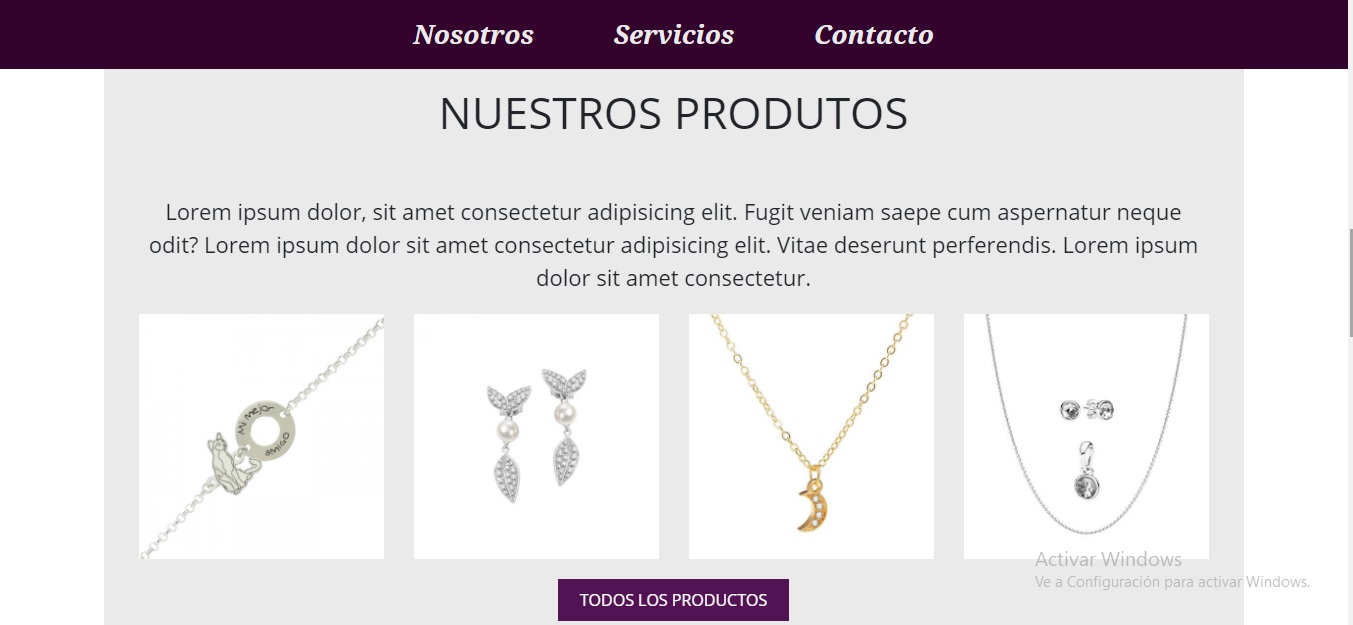 Nosotros Servicios Contacto
NUESTROS PRODUTOS
Lorem ipsum dolor, sit amet consectetur adipisicing elit. Fugit veniam saepe cum aspernatur neque
odit? Lorem ipsum dolor sit amet consectetur adipisicing elit. Vitae deserunt perferendis. Lorem ipsum
dolor sit amet consectetur.
Mi Mejor
AMIGO
Activar Windows
Ve a Configuración para activar Windows.
TODOS LOS PRODUCTOS